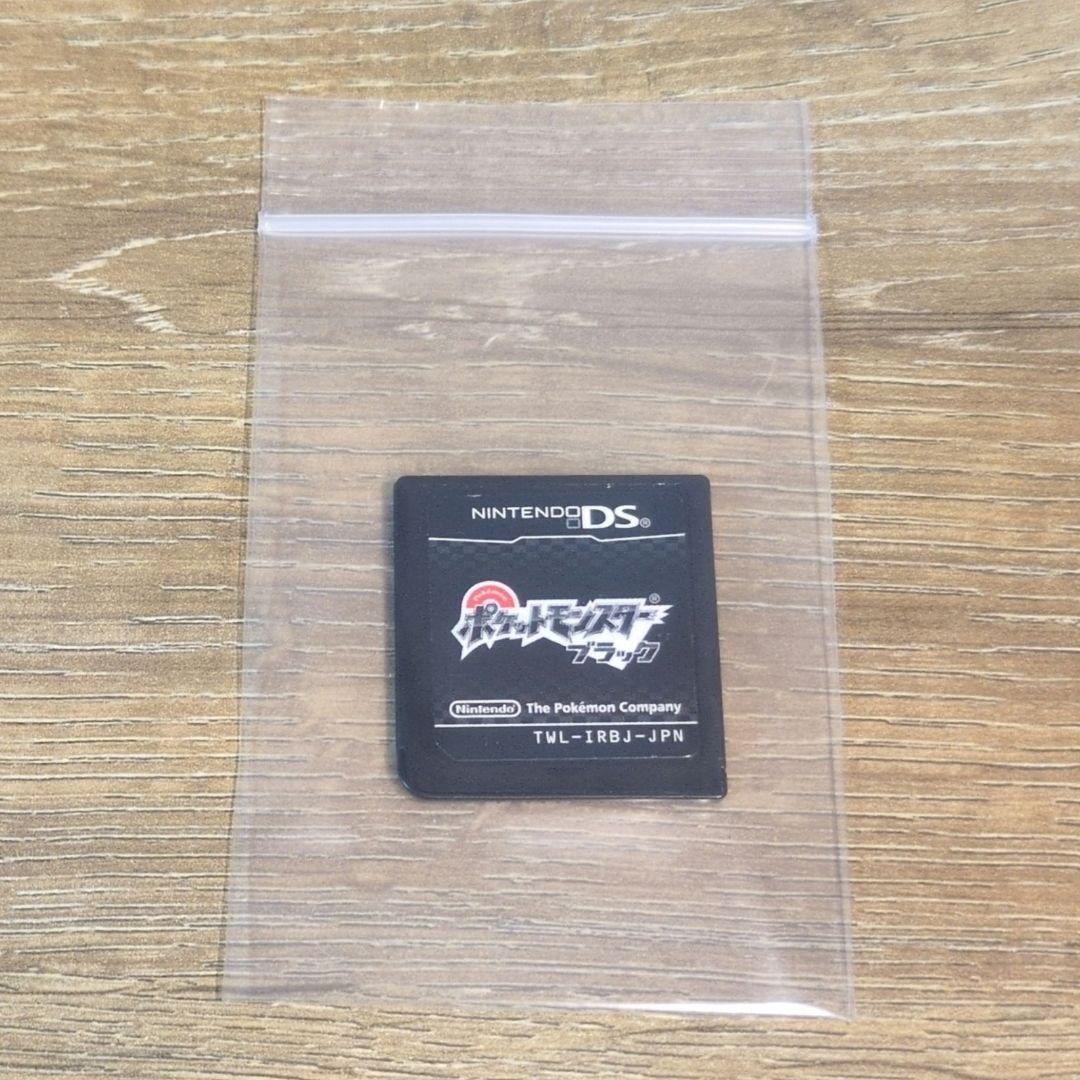 NINTENDO DS®
Pokémon
ポケットモンスター®
ブラック
Nintendo® The Pokémon Company
TWL-IRBJ-JPN